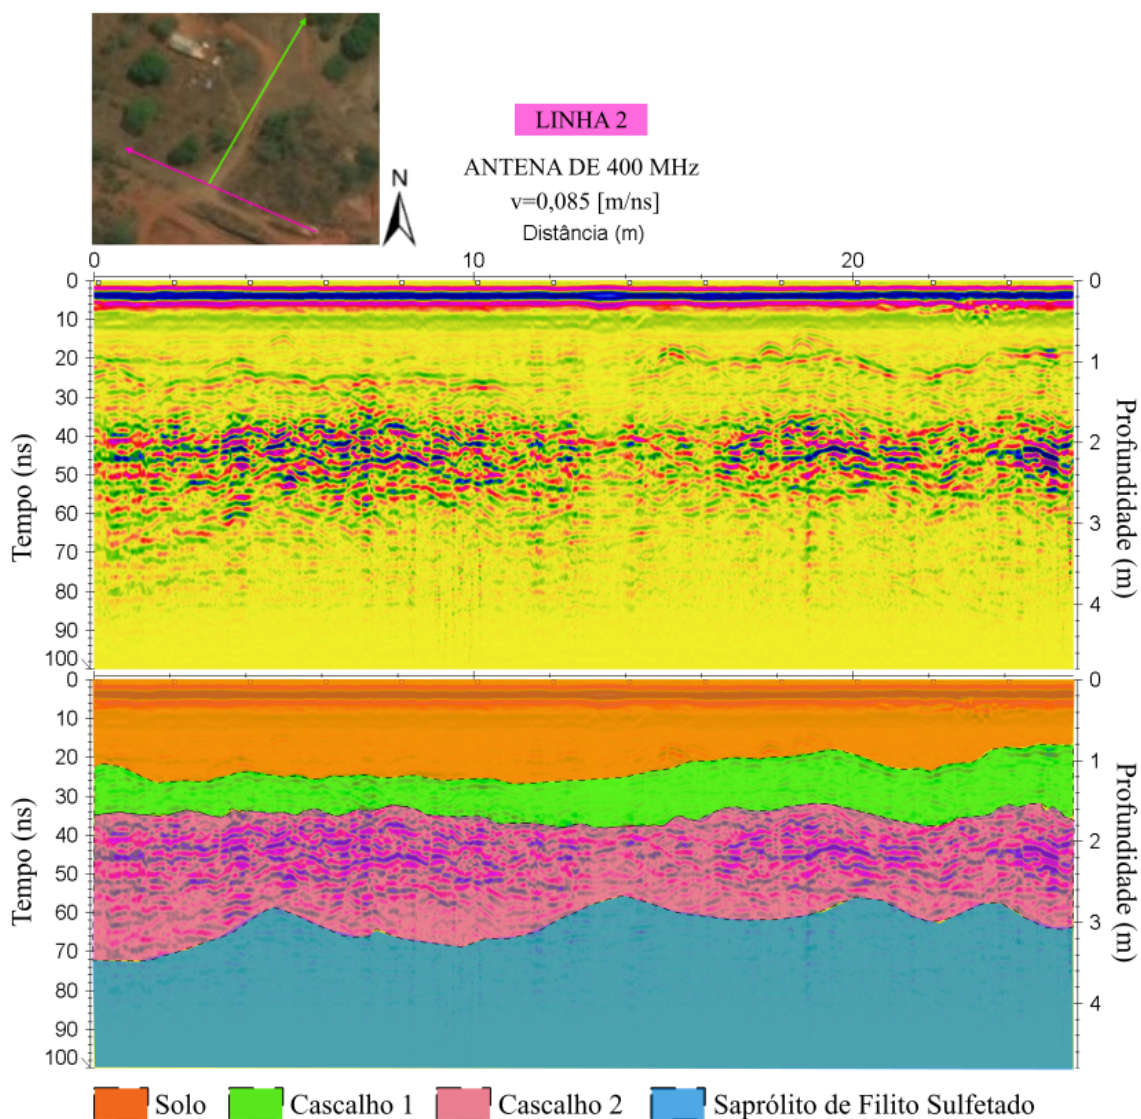 LINHA 2
ANTENA DE 400 MHz
N
v=0,085 [m/ns]
Distância (m)
0 10 20
Tempo (ns)
0
10
20
30
40
50
60
70
80
90
100
Profundidade (m)
0
1
2
3
4
Tempo (ns)
0
10
20
30
40
50
60
70
80
90
100
Profundidade (m)
0
1
2
3
4
Solo Cascalho 1 Cascalho 2 Saprólito de Filito Sulfetado